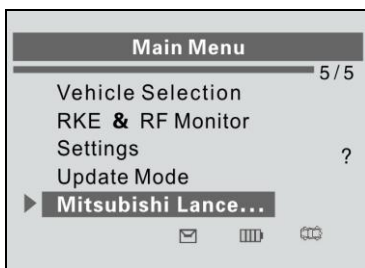 Main Menu
5/5
Vehicle Selection
RKE & RF Monitor
Settings
?
Update Mode
Mitsubishi Lance...